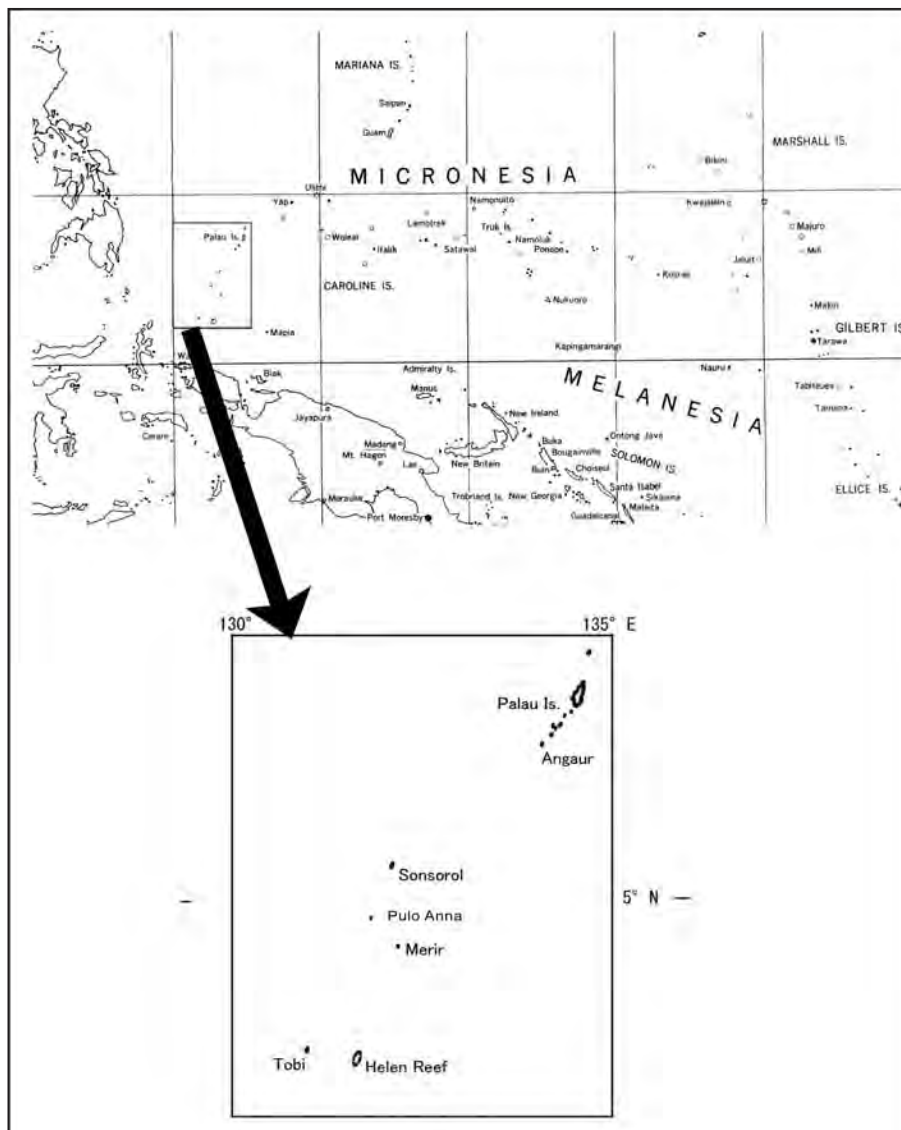 MARIANA IS.
Saipan
Guam
MARSHALL IS.
Bikini
MICRONESIA
Ulithi
Yap
Namonuito
Kwajalein
Lamotrek
Truk Is.
Majuro
Palau Is.
Woleai
Ifalik
Satawal
Namoluk
Ponape
Mili
Jaluit
Kosrae
CAROLINE IS.
Nukuoro
Makin
Mapia
GILBERT IS
Tarawa
Kapingamarangi
Biak
Admiralty Is.
Manus
MELANESIA
Nauru
Tabiteuea
Tamana
Jayapura
New Ireland
Ceram
Madang
Mt. Hagen
Lae
New Britain
Buka
Bougainville
Buin
Ontong Java
SOLOMON IS.
Choiseul
Santa Isabel
Sikaiana
Malaita
Merauke
Trobriand Is.
New Georgia
Guadalcanal
Port Moresby
ELLICE IS.
130°
135° E
Palau Is.
Angaur
Sonsorol
5° N
Pulo Anna
Merir
Tobi
Helen Reef